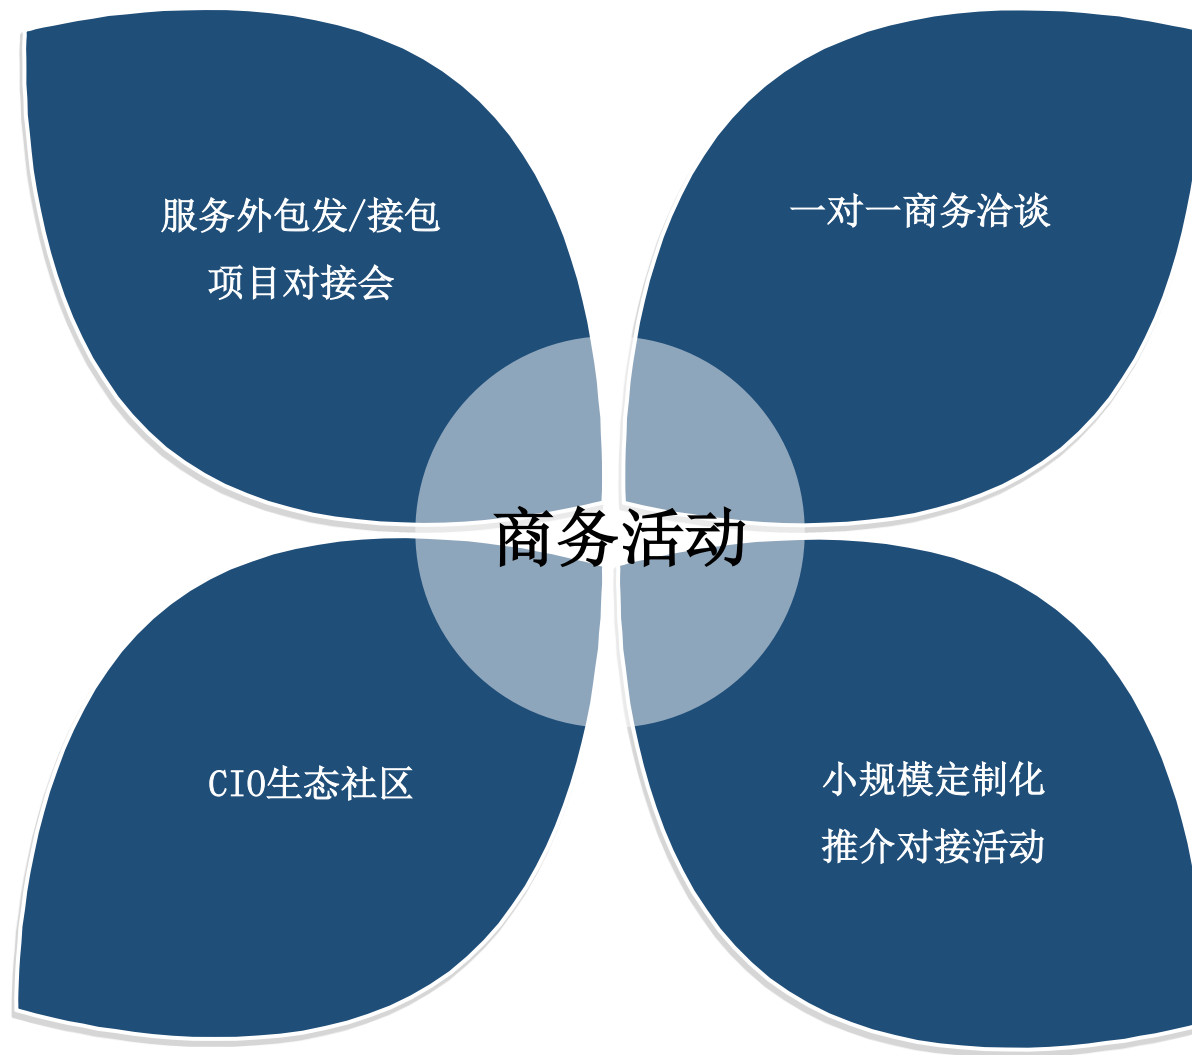 服务外包发/接包
项目对接会
一对一商务洽谈
商务活动
CIO生态社区
小规模定制化
推介对接活动